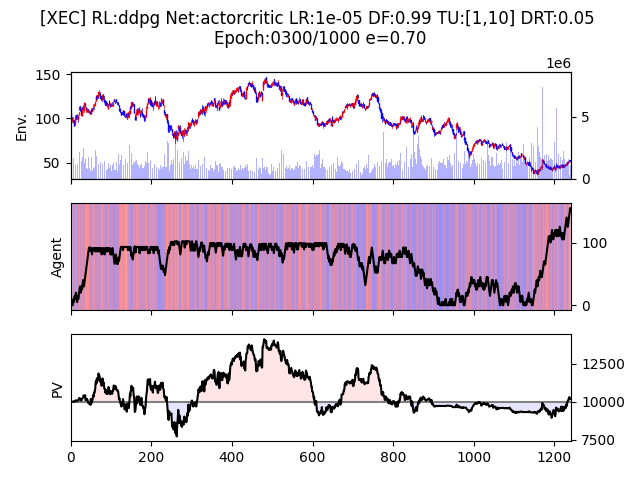 [XEC] RL:ddpg Net:actorcritic LR:1e-05 DF:0.99 TU:[1,10] DRT:0.05
Epoch:0300/1000 e=0.70
1e6
150
100
50
Env.
5
0
Agent
100
0
PV
12500
10000
7500
0 200 400 600 800 1000 1200